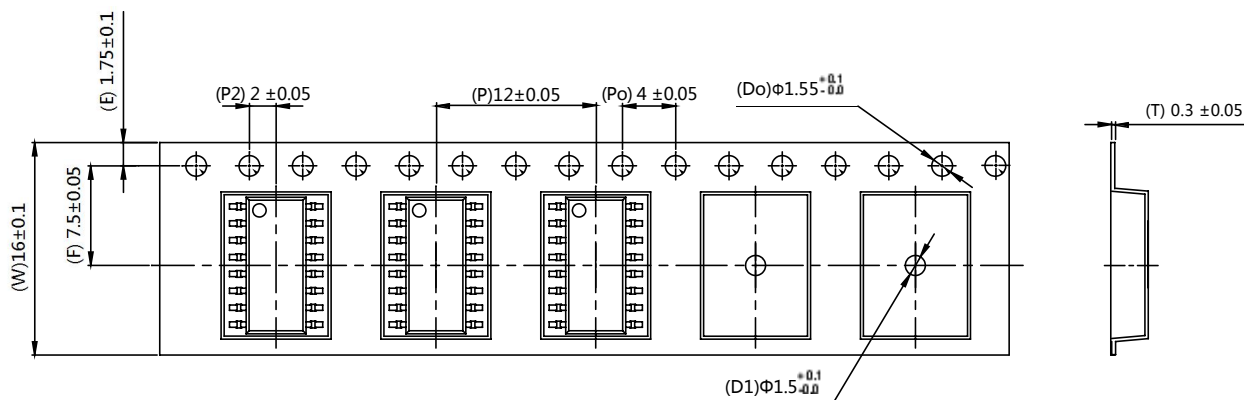 (E) 1.75±0.1
(P2) 2 ±0.05
(P)12±0.05
(Po) 4 ±0.05
(Do)Φ1.55 +0.1 -0.0
(T) 0.3 ±0.05
(W)16±0.1
(F) 7.5±0.05
(D1)Φ1.5 +0.1 -0.0